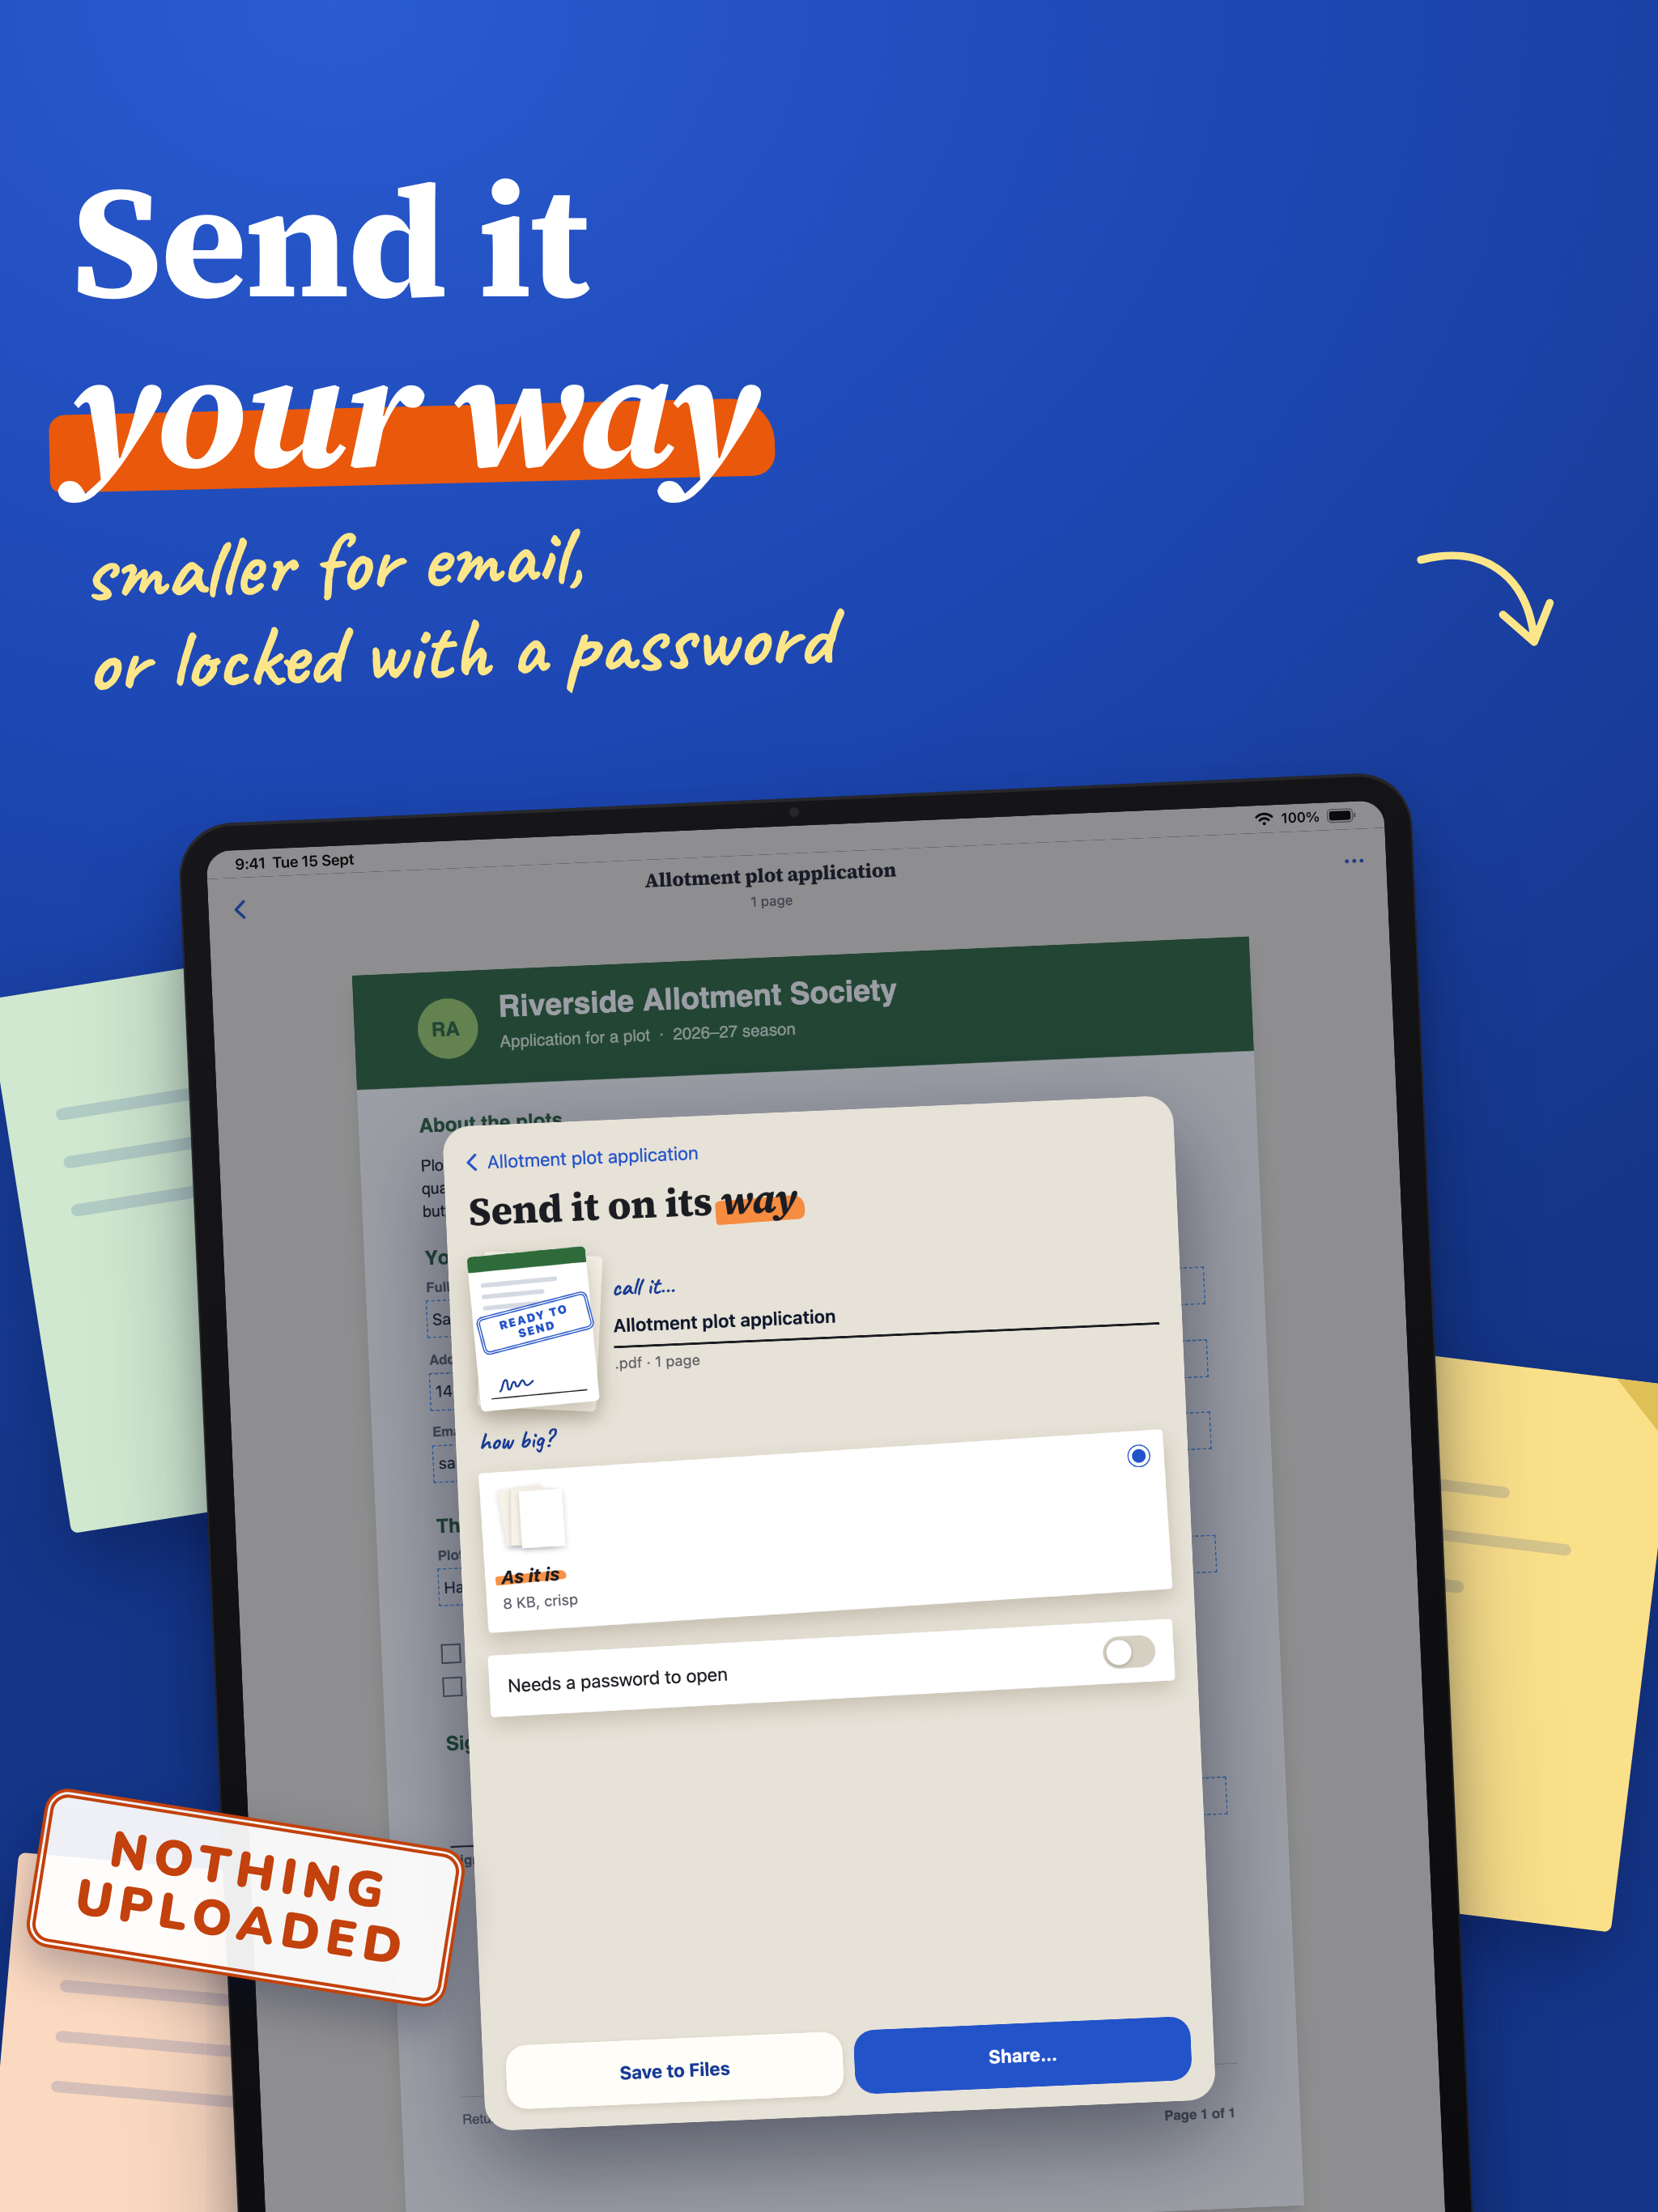 Send it
your way
smaller for email,
or locked with a password
9:41 Tue 15 Sept
100%
Allotment plot application
1 page
RA
Riverside Allotment Society
Application for a plot · 2026–27 season
About the plots
Allotment plot application
Send it on its way
READY TO
SEND
call it...
Allotment plot application
.pdf · 1 page
how big?
As it is
8 KB, crisp
Needs a password to open
NOTHING
UPLOADED
Save to Files
Share...
Page 1 of 1